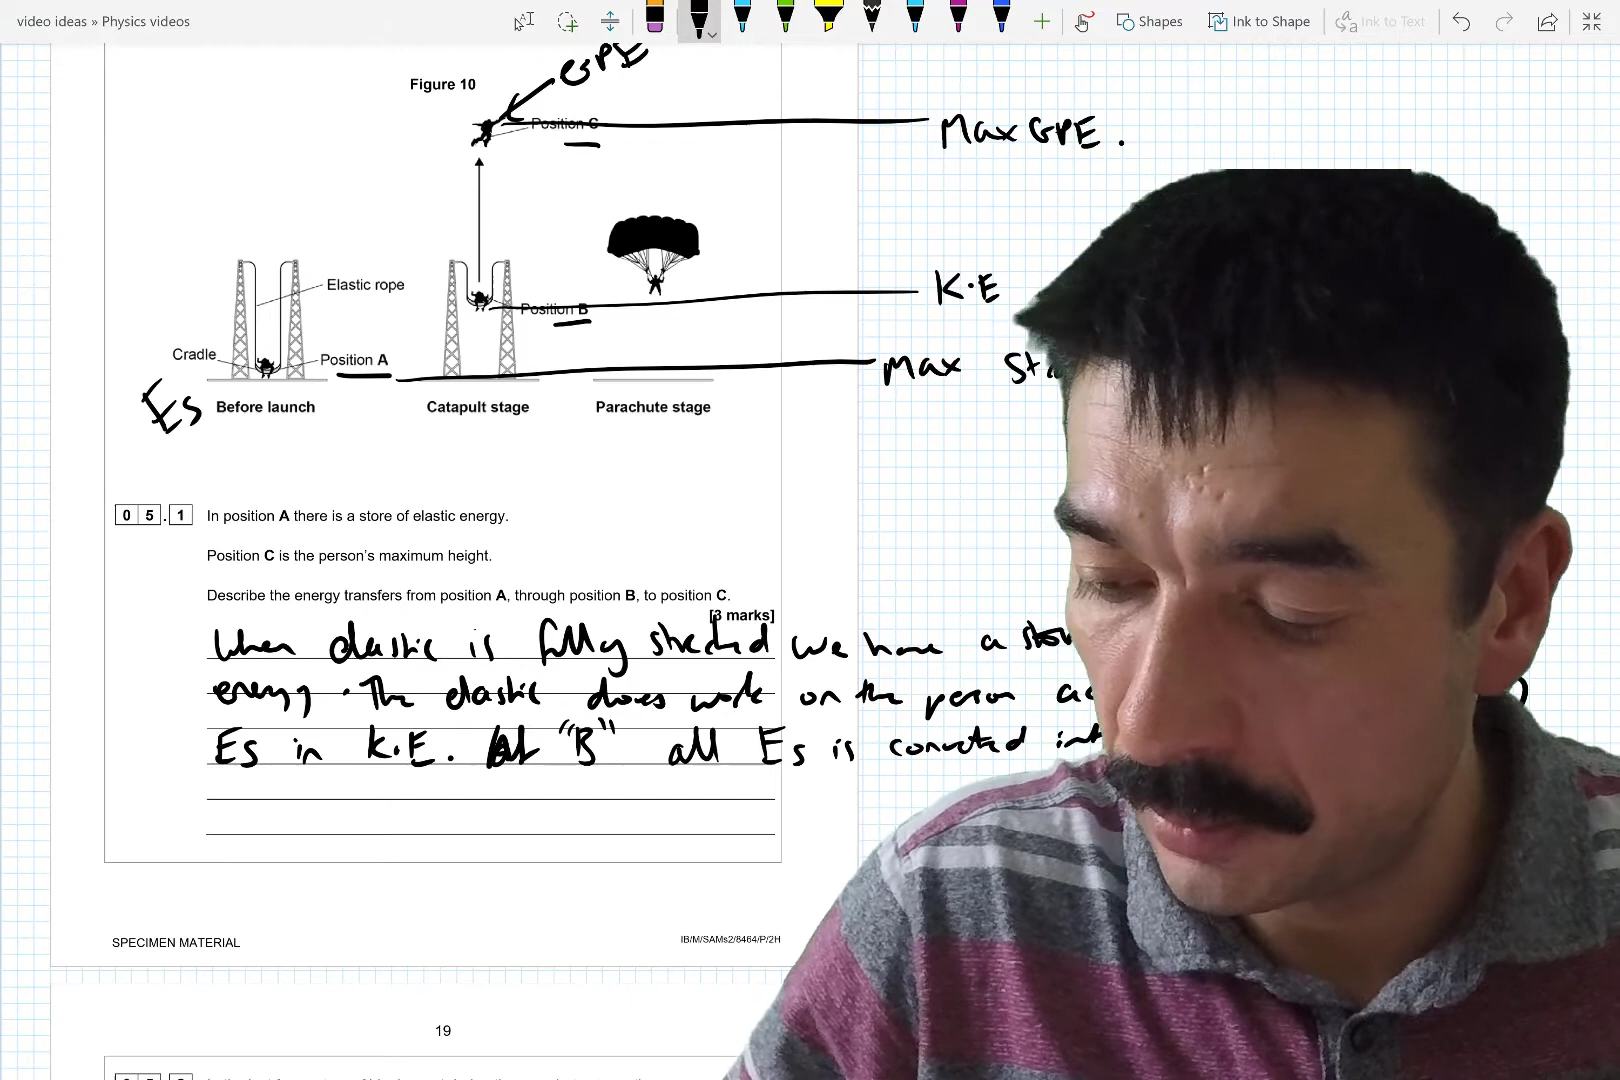 video ideas » Physics videos
Shapes
Ink to Shape
Ink to Text
GPE
Figure 10
Position C
Max GPE.
Elastic rope
K.E
Position B
Cradle
Position A
Max St
Es
Before launch
Catapult stage
Parachute stage
0 5 . 1 In position A there is a store of elastic energy.
Position C is the person's maximum height.
Describe the energy transfers from position A, through position B, to position C.
[3 marks]
When elastic is fully streched we have a
energy. The elastic does work on the person
Es in K.E. At "B" all Es is converted
SPECIMEN MATERIAL
IB/M/SAMs2/8464/P/2H
19